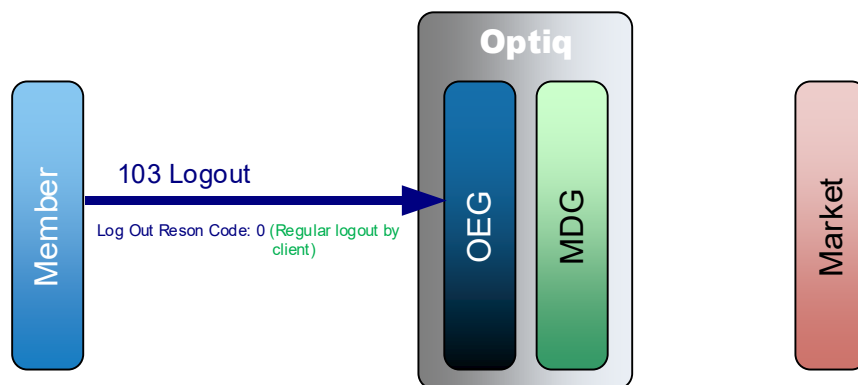 Optiq
Member
103 Logout
Log Out Reson Code: 0 (Regular logout by
client)
OEG
MDG
Market